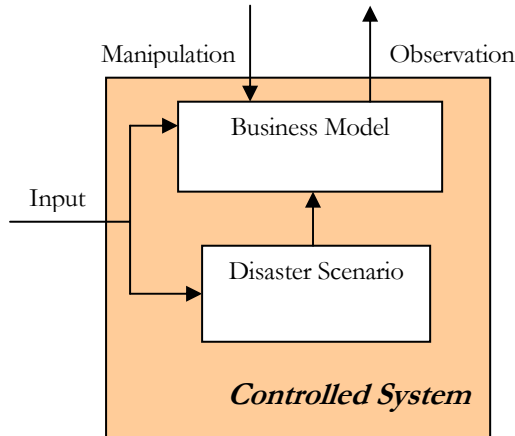 Manipulation
Observation
Business Model
Input
Disaster Scenario
Controlled System